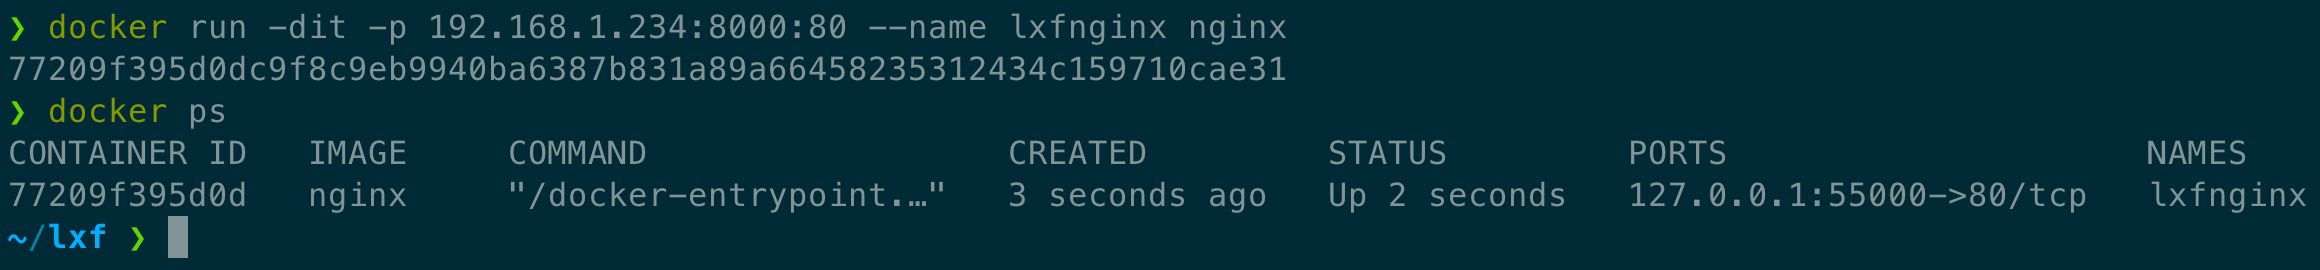 ❯ docker run -dit -p 192.168.1.234:8000:80 --name lxfnginx nginx
77209f395d0dc9f8c9eb9940ba6387b831a89a66458235312434c159710cae31
❯ docker ps
CONTAINER ID   IMAGE     COMMAND                  CREATED         STATUS         PORTS                     NAMES
77209f395d0d   nginx     "/docker-entrypoint.…"   3 seconds ago   Up 2 seconds   127.0.0.1:55000->80/tcp   lxfnginx
~/lxf ❯